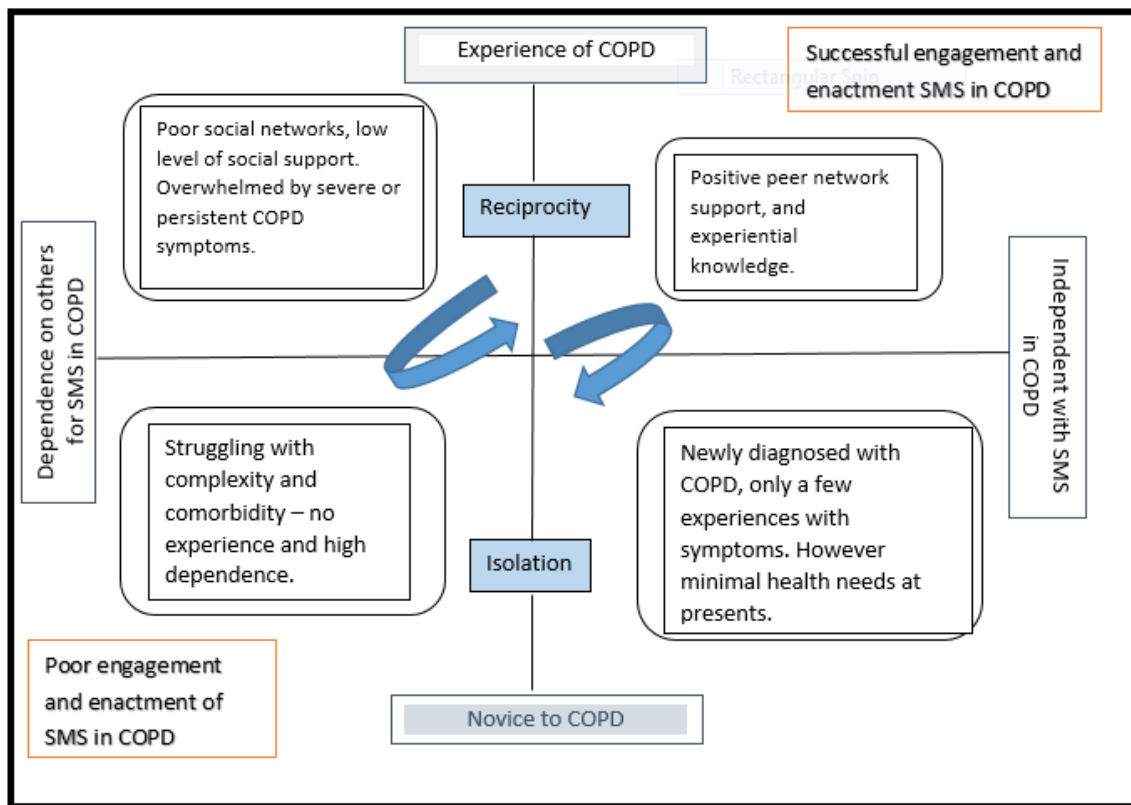 Experience of COPD
Successful engagement and
enactment SMS in COPD
Rectangular Snip
Poor social networks, low
level of social support.
Overwhelmed by severe or
persistent COPD
symptoms.
Reciprocity
Positive peer network
support, and
experiential
knowledge.
Dependence on others
for SMS in COPD
Independent with SMS
in COPD
Struggling with
complexity and
comorbidity – no
experience and high
dependence.
Isolation
Newly diagnosed with
COPD, only a few
experiences with
symptoms. However
minimal health needs at
presents.
Poor engagement
and enactment of
SMS in COPD
Novice to COPD